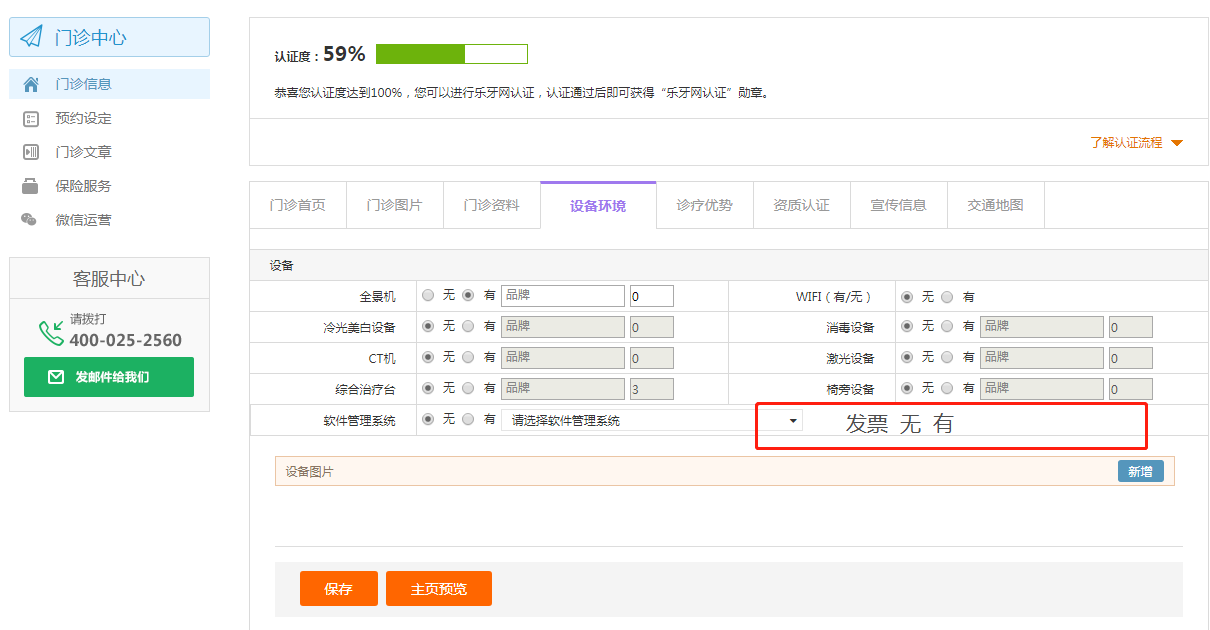 门诊中心
门诊信息
预约设定
门诊文章
保险服务
微信运营
客服中心
请拨打
400-025-2560
发邮件给我们
认证度：59%
恭喜您认证度达到100%，您可以进行乐牙网认证，认证通过后即可获得“乐牙网认证”勋章。
了解认证流程
门诊首页 门诊图片 门诊资料 设备环境 诊疗优势 资质认证 宣传信息 交通地图
设备
全景机 无 有 品牌 0 WIFI（有/无） 无 有
冷光美白设备 无 有 品牌 0 消毒设备 无 有 品牌 0
CT机 无 有 品牌 0 激光设备 无 有 品牌 0
综合治疗台 无 有 品牌 3 椅旁设备 无 有 品牌 0
软件管理系统 无 有 请选择软件管理系统 发票 无 有
设备图片 新增
保存 主页预览